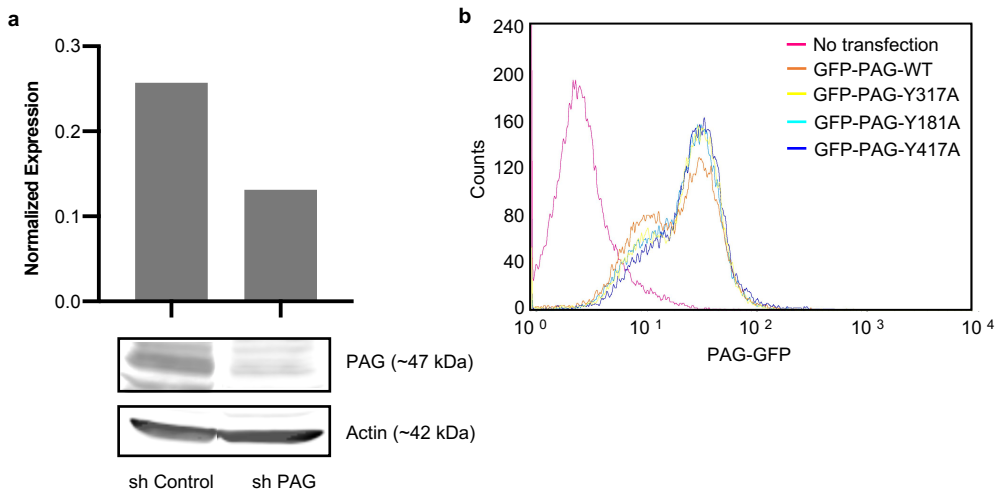 a
Normalized Expression
0.3
0.2
0.1
0.0
PAG (~47 kDa)
Actin (~42 kDa)
sh Control sh PAG
b
Counts
240
200
160
120
80
40
0
No transfection
GFP-PAG-WT
GFP-PAG-Y317A
GFP-PAG-Y181A
GFP-PAG-Y417A
10 0 10 1 10 2 10 3 10 4
PAG-GFP